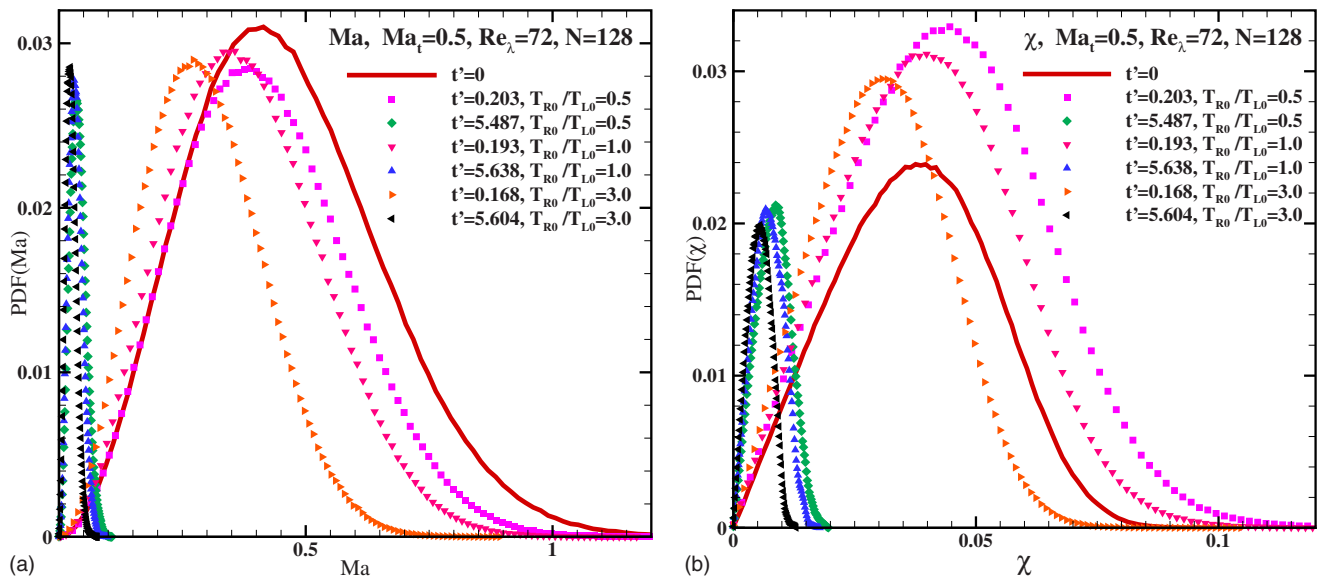 Ma, Ma_t=0.5, Re_λ=72, N=128
t'=0
t'=0.203, T_R0/T_L0=0.5
t'=5.487, T_R0/T_L0=0.5
t'=0.193, T_R0/T_L0=1.0
t'=5.638, T_R0/T_L0=1.0
t'=0.168, T_R0/T_L0=3.0
t'=5.604, T_R0/T_L0=3.0
PDF(Ma)
0.03
0.02
0.01
0
0.5
1
Ma
(a)
χ, Ma_t=0.5, Re_λ=72, N=128
t'=0
t'=0.203, T_R0/T_L0=0.5
t'=5.487, T_R0/T_L0=0.5
t'=0.193, T_R0/T_L0=1.0
t'=5.638, T_R0/T_L0=1.0
t'=0.168, T_R0/T_L0=3.0
t'=5.604, T_R0/T_L0=3.0
PDF(χ)
0.03
0.02
0.01
0
0
0.05
0.1
χ
(b)